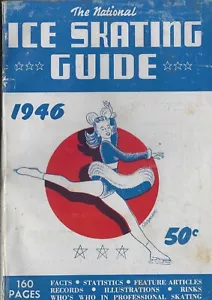 The National
ICE SKATING
GUIDE
1946
50¢
160
PAGES
FACTS • STATISTICS • FEATURE ARTICLES
RECORDS • ILLUSTRATIONS • RINKS
WHO'S WHO IN PROFESSIONAL SKATING